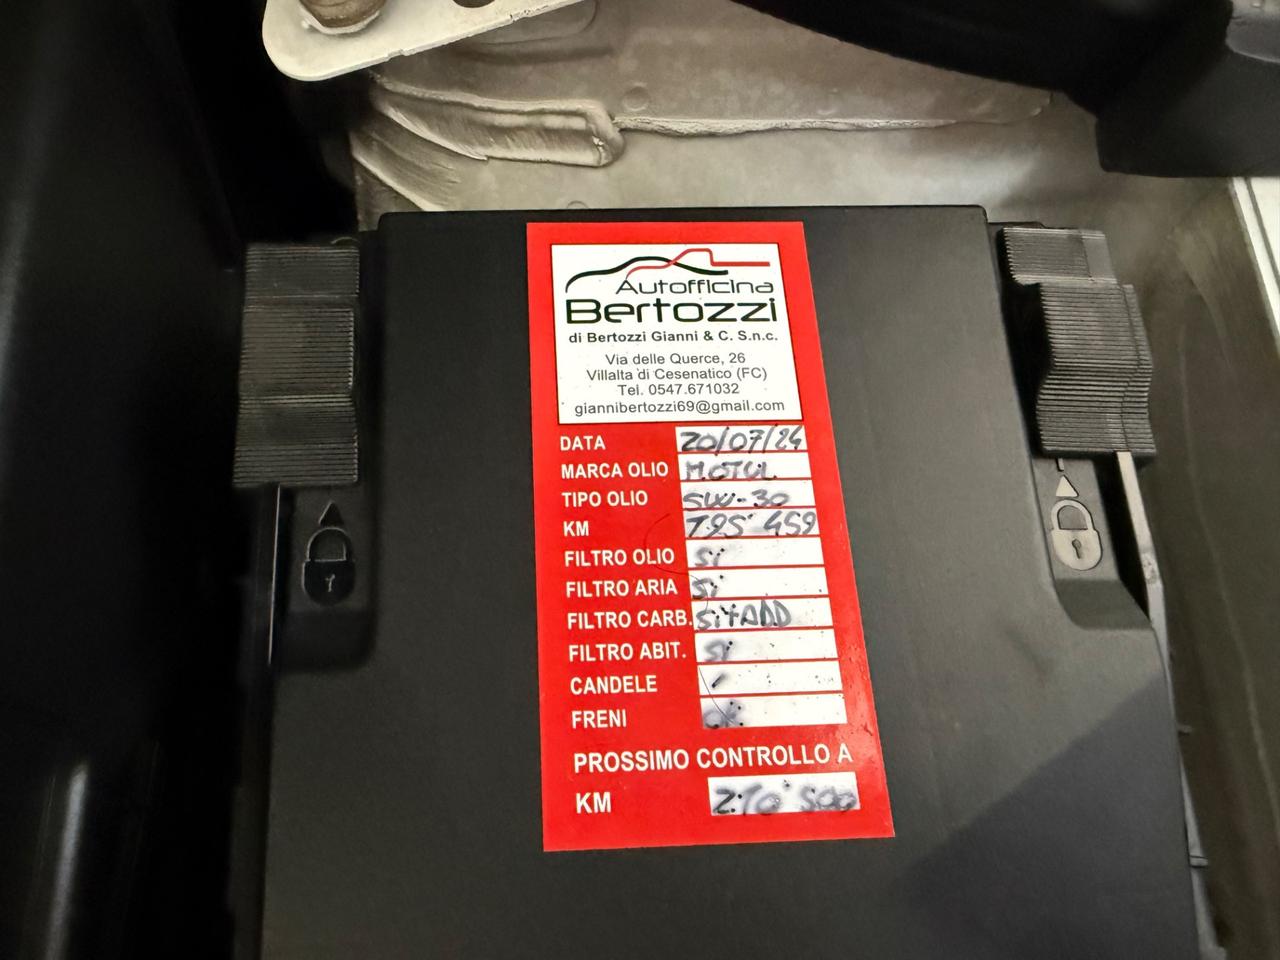 Autofficina
Bertozzi
di Bertozzi Gianni & C. S.n.c.
Via delle Querce, 26
Villalta di Cesenatico (FC)
Tel. 0547.671032
giannibertozzi69@gmail.com
DATA 20/07/24
MARCA OLIO MOTUL
TIPO OLIO 5W-30
KM 195'459
FILTRO OLIO Si
FILTRO ARIA Si
FILTRO CARB. Si+ADD
FILTRO ABIT. Si
CANDELE /
FRENI OK
PROSSIMO CONTROLLO A
KM 210'500